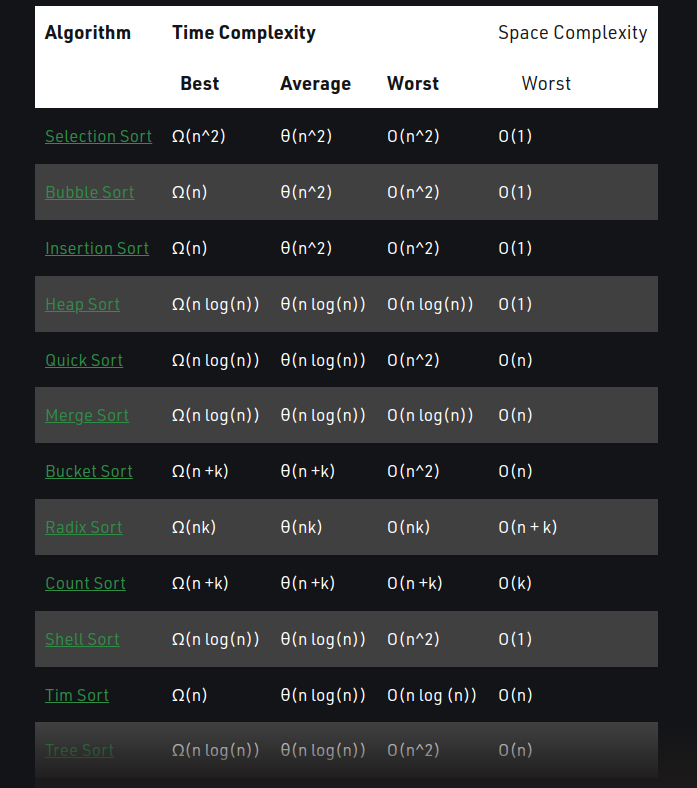 Algorithm Time Complexity Space Complexity
Best Average Worst Worst
Selection Sort Ω(n^2) θ(n^2) O(n^2) O(1)
Bubble Sort Ω(n) θ(n^2) O(n^2) O(1)
Insertion Sort Ω(n) θ(n^2) O(n^2) O(1)
Heap Sort Ω(n log(n)) θ(n log(n)) O(n log(n)) O(1)
Quick Sort Ω(n log(n)) θ(n log(n)) O(n^2) O(n)
Merge Sort Ω(n log(n)) θ(n log(n)) O(n log(n)) O(n)
Bucket Sort Ω(n +k) θ(n +k) O(n^2) O(n)
Radix Sort Ω(nk) θ(nk) O(nk) O(n + k)
Count Sort Ω(n +k) θ(n +k) O(n +k) O(k)
Shell Sort Ω(n log(n)) θ(n log(n)) O(n^2) O(1)
Tim Sort Ω(n) θ(n log(n)) O(n log (n)) O(n)
Tree Sort Ω(n log(n)) θ(n log(n)) O(n^2) O(n)